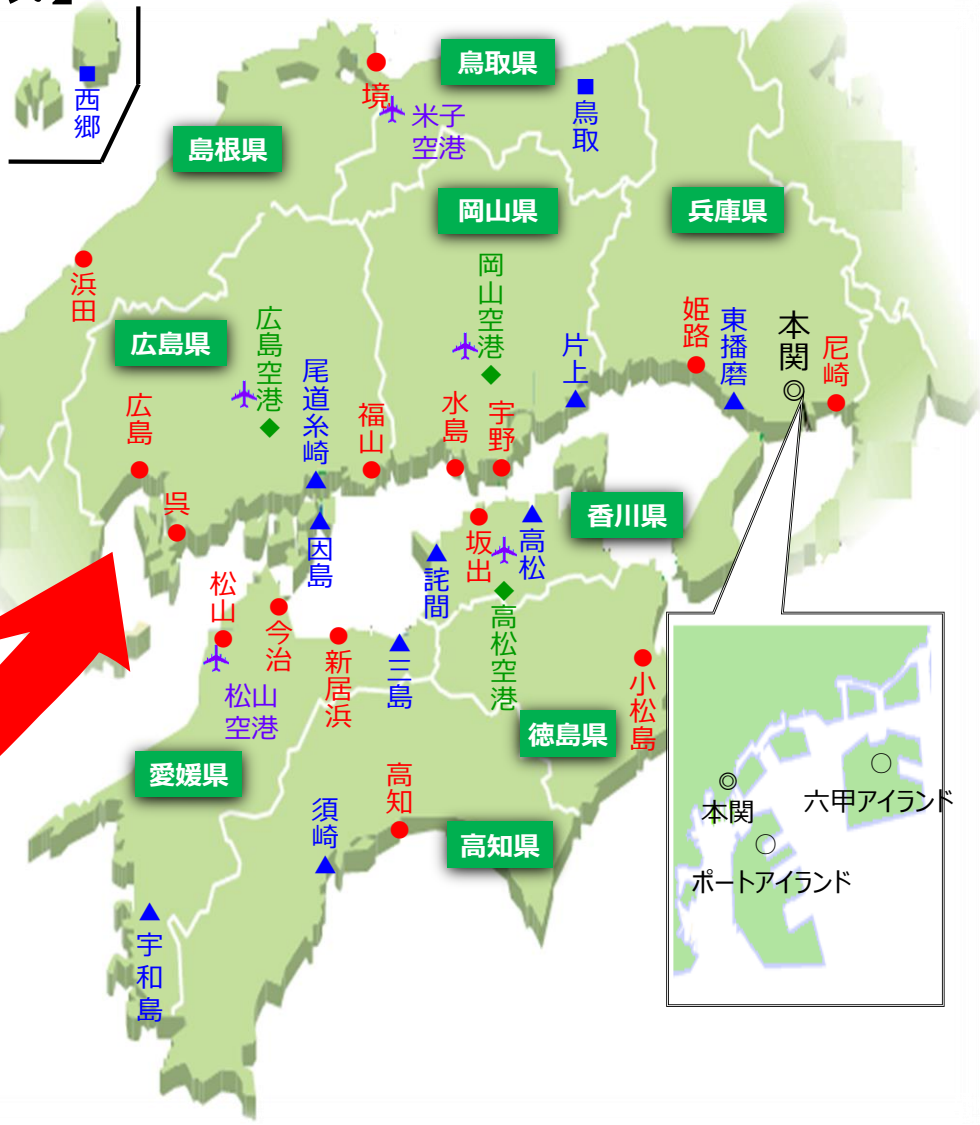 西郷
境
米子
空港
鳥取県
鳥取
島根県
岡山県
兵庫県
浜田
広島県
広島空港
岡山空港
片上
姫路
東播磨
本関
尼崎
広島
尾道糸崎
福山
水島
宇野
呉
因島
詫間
坂出
高松
香川県
松山
今治
新居浜
三島
高松空港
小松島
松山
空港
徳島県
愛媛県
高知
須崎
高知県
宇和島
本関
六甲アイランド
ポートアイランド